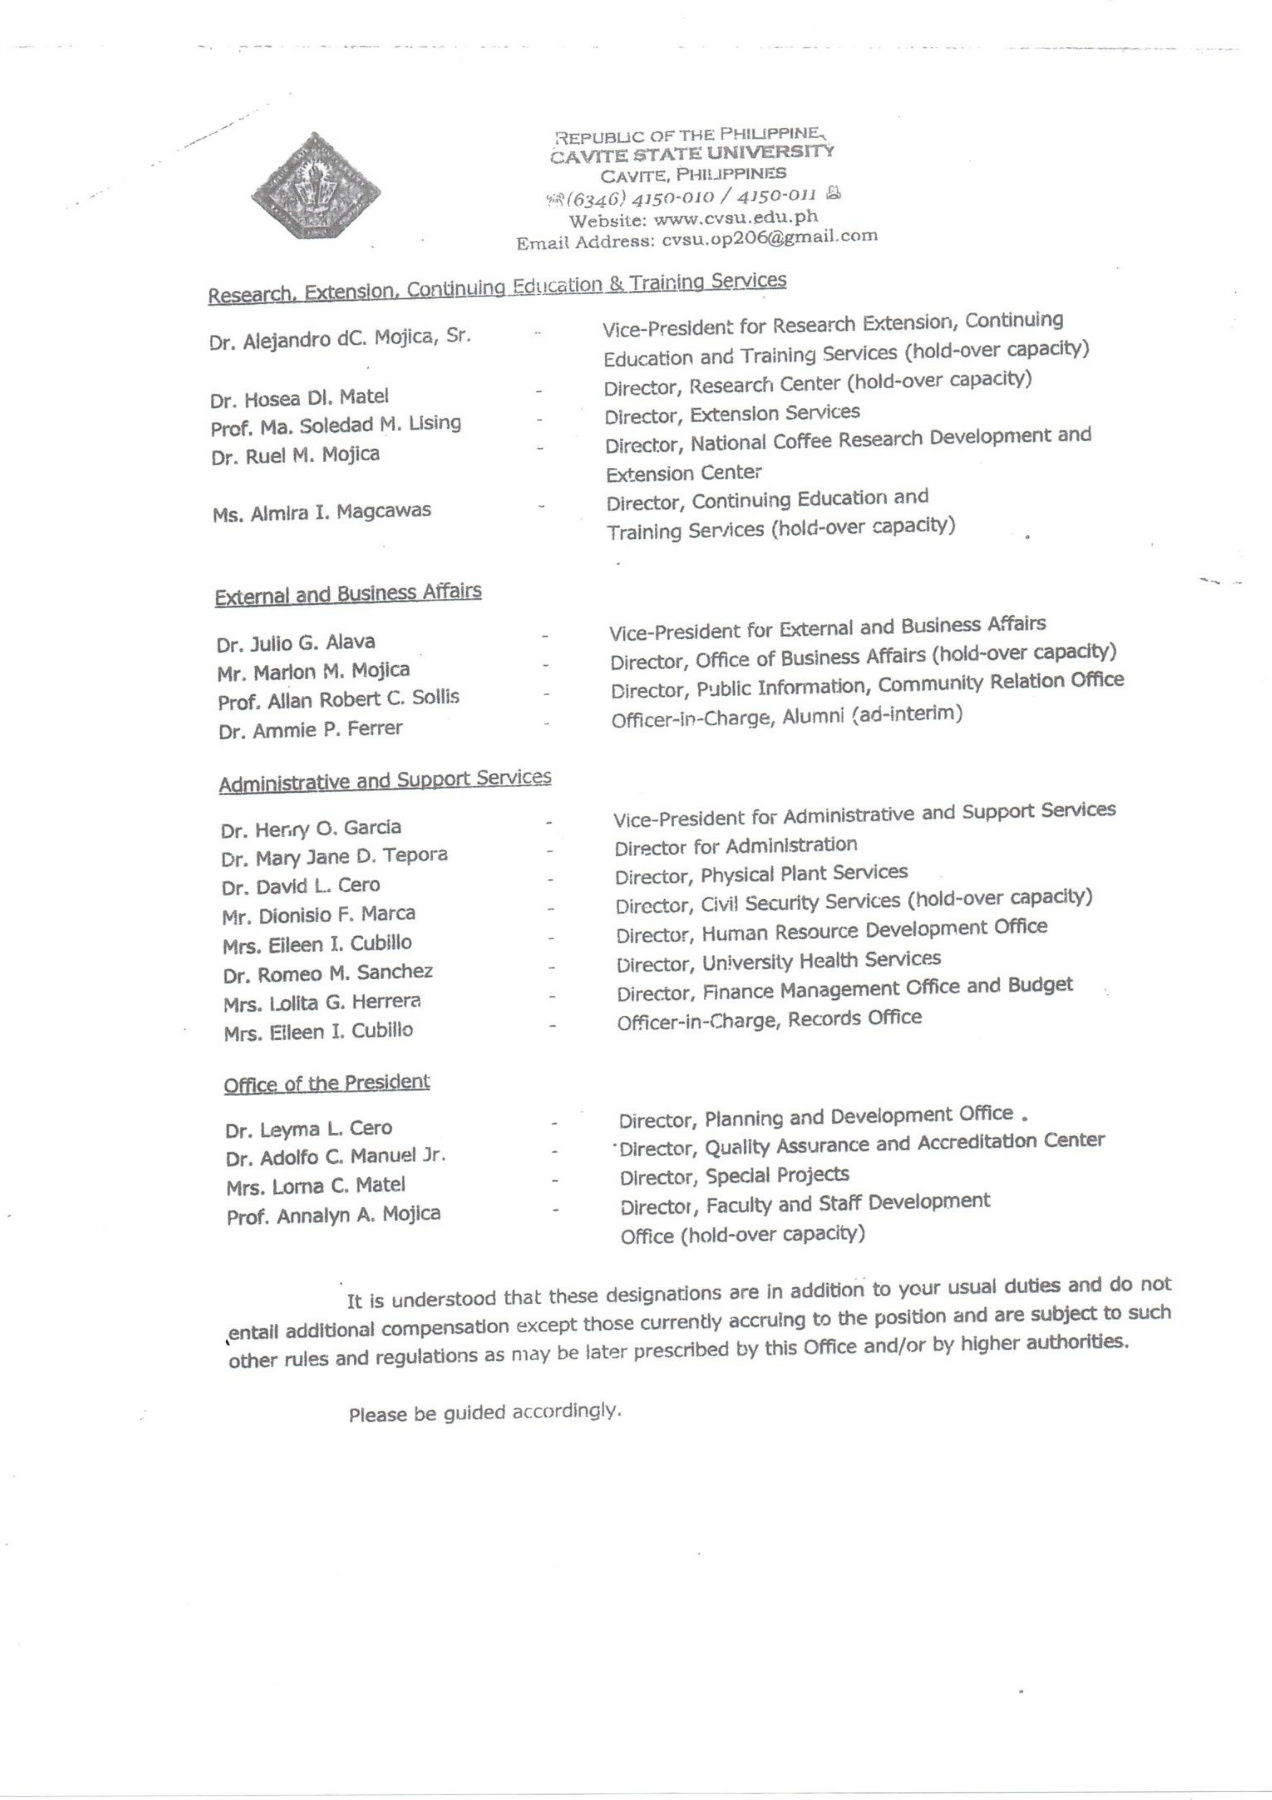 REPUBLIC OF THE PHILIPPINE
CAVITE STATE UNIVERSITY
CAVITE, PHILIPPINES
(6346) 4150-010 / 4150-011
Website: www.cvsu.edu.ph
Email Address: cvsu.op206@gmail.com
Research, Extension, Continuing Education & Training Services
Dr. Alejandro dC. Mojica, Sr. - Vice-President for Research Extension, Continuing
Education and Training Services (hold-over capacity)
Dr. Hosea Dl. Matel - Director, Research Center (hold-over capacity)
Prof. Ma. Soledad M. Lising - Director, Extension Services
Dr. Ruel M. Mojica - Director, National Coffee Research Development and
Extension Center
Ms. Almira I. Magcawas - Director, Continuing Education and
Training Services (hold-over capacity)
External and Business Affairs
Dr. Julio G. Alava - Vice-President for External and Business Affairs
Mr. Marlon M. Mojica - Director, Office of Business Affairs (hold-over capacity)
Prof. Allan Robert C. Sollis - Director, Public Information, Community Relation Office
Dr. Ammie P. Ferrer - Officer-in-Charge, Alumni (ad-interim)
Administrative and Support Services
Dr. Henry O. Garcia - Vice-President for Administrative and Support Services
Dr. Mary Jane D. Tepora - Director for Administration
Dr. David L. Cero - Director, Physical Plant Services
Mr. Dionisio F. Marca - Director, Civil Security Services (hold-over capacity)
Mrs. Eileen I. Cubillo - Director, Human Resource Development Office
Dr. Romeo M. Sanchez - Director, University Health Services
Mrs. Lolita G. Herrera - Director, Finance Management Office and Budget
Mrs. Eileen I. Cubillo - Officer-in-Charge, Records Office
Office of the President
Dr. Leyma L. Cero - Director, Planning and Development Office .
Dr. Adolfo C. Manuel Jr. - Director, Quality Assurance and Accreditation Center
Mrs. Lorna C. Matel - Director, Special Projects
Prof. Annalyn A. Mojica - Director, Faculty and Staff Development
Office (hold-over capacity)
It is understood that these designations are in addition to your usual duties and do not
entail additional compensation except those currently accruing to the position and are subject to such
other rules and regulations as may be later prescribed by this Office and/or by higher authorities.
Please be guided accordingly.